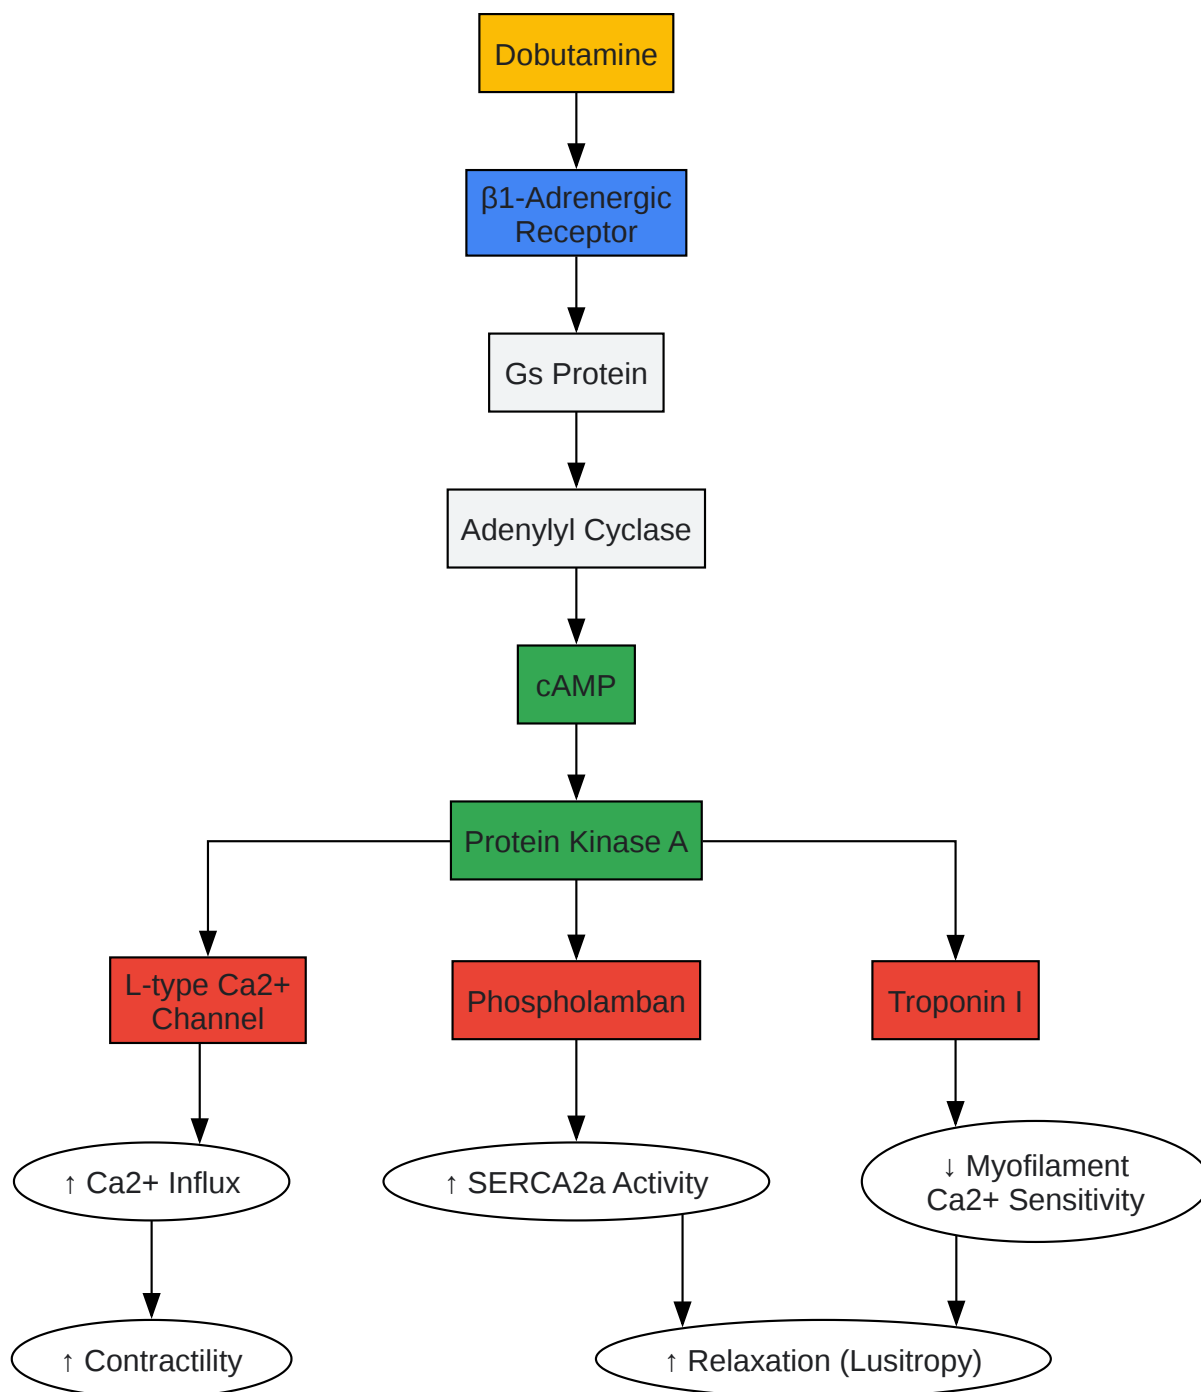 Dobutamine
β1-Adrenergic
Receptor
Gs Protein
Adenylyl Cyclase
cAMP
Protein Kinase A
L-type Ca2+
Channel
Phospholamban
Troponin I
↑ Ca2+ Influx
↑ SERCA2a Activity
↓ Myofilament
Ca2+ Sensitivity
↑ Contractility
↑ Relaxation (Lusitropy)